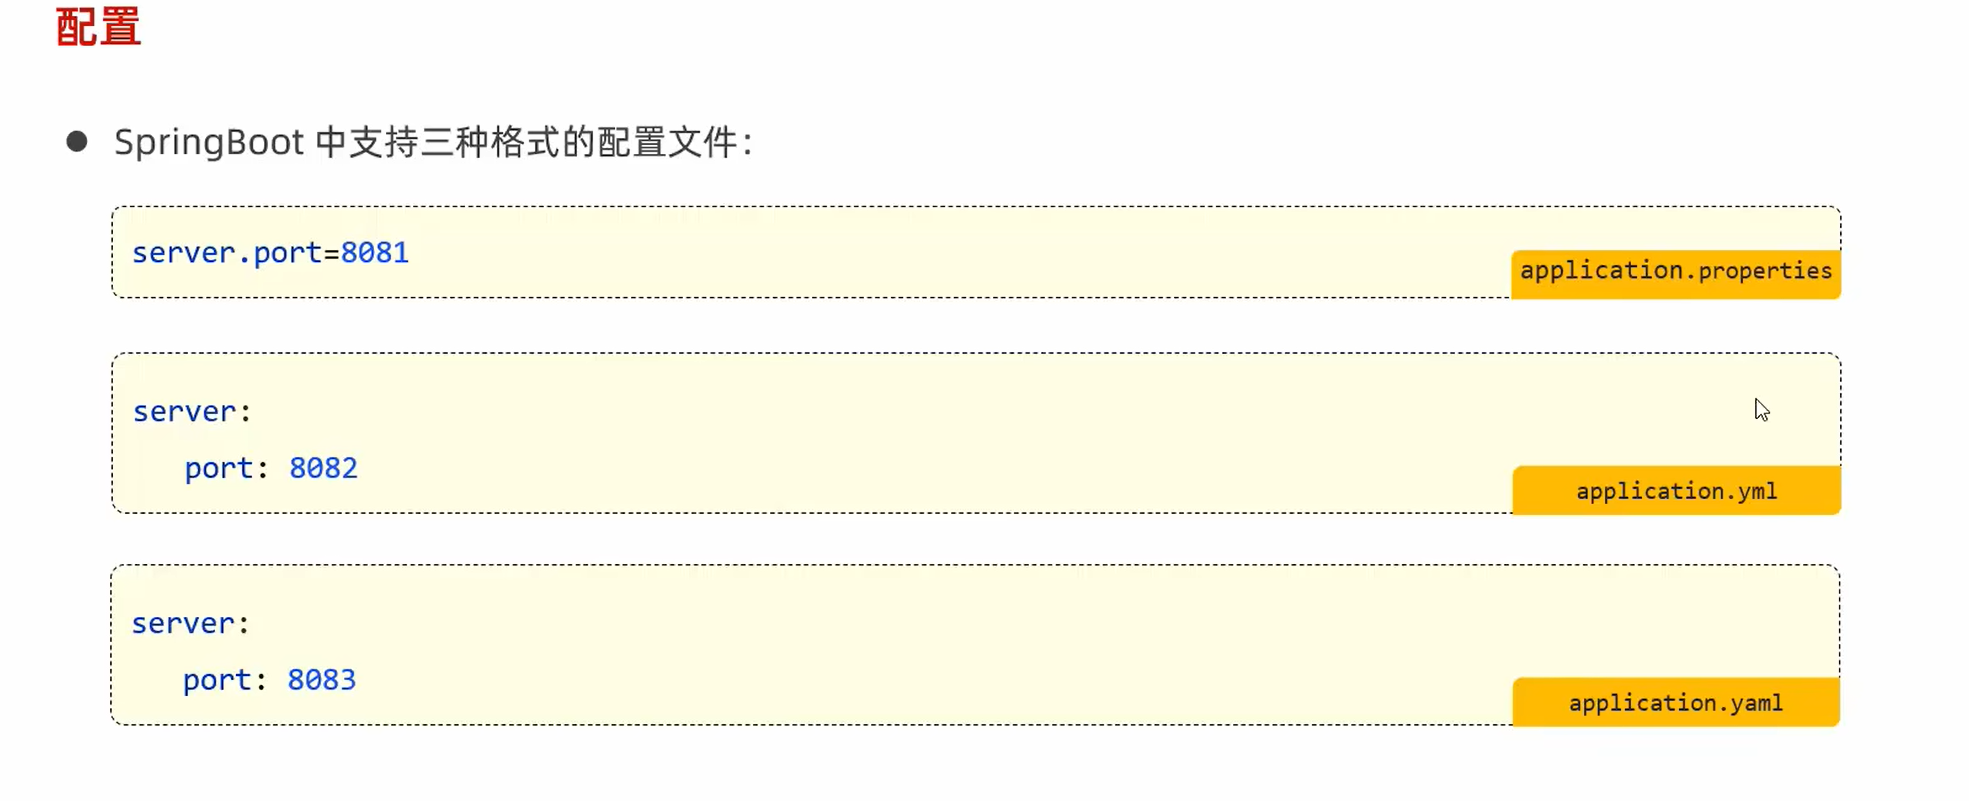 配置
SpringBoot 中支持三种格式的配置文件：
server.port=8081
application.properties
server:
port: 8082
application.yml
server:
port: 8083
application.yaml